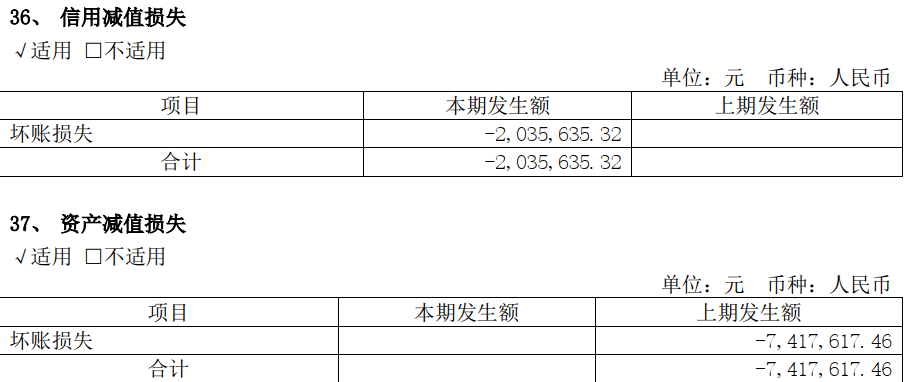 36、 信用减值损失
√适用 □不适用
单位：元 币种：人民币
项目 本期发生额 上期发生额
坏账损失 -2,035,635.32
合计 -2,035,635.32
37、 资产减值损失
√适用 □不适用
单位：元 币种：人民币
项目 本期发生额 上期发生额
坏账损失 -7,417,617.46
合计 -7,417,617.46